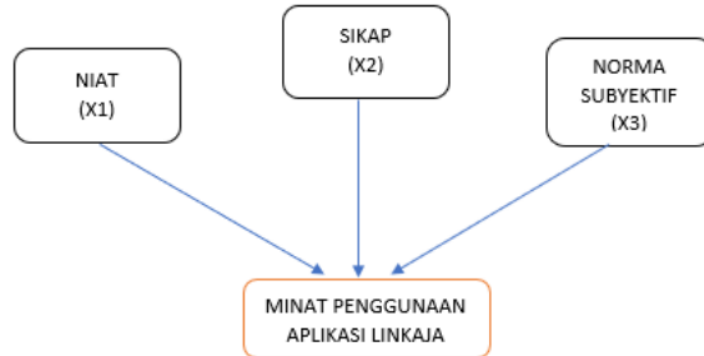 NIAT
(X1)
SIKAP
(X2)
NORMA
SUBYEKTIF
(X3)
MINAT PENGGUNAAN
APLIKASI LINKAJA